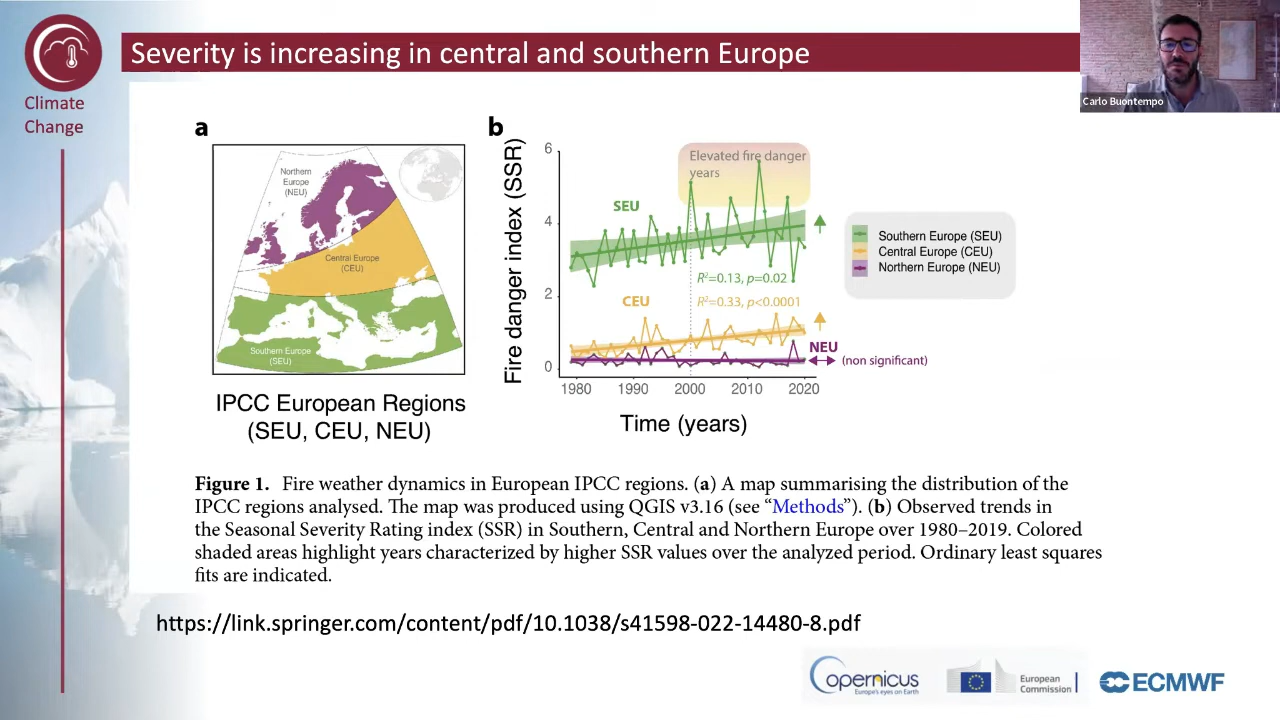 Climate
Change
Severity is increasing in central and southern Europe
Carlo Buontempo
a
Northern
Europe
(NEU)
Central Europe
(CEU)
Southern Europe
(SEU)
IPCC European Regions
(SEU, CEU, NEU)
b
Fire danger index (SSR)
6
4
2
0
Elevated fire danger
years
SEU
R²=0.13, p=0.02
CEU
R²=0.33, p<0.0001
NEU
(non significant)
1980 1990 2000 2010 2020
Time (years)
Southern Europe (SEU)
Central Europe (CEU)
Northern Europe (NEU)
Figure 1. Fire weather dynamics in European IPCC regions. (a) A map summarising the distribution of the
IPCC regions analysed. The map was produced using QGIS v3.16 (see “Methods”). (b) Observed trends in
the Seasonal Severity Rating index (SSR) in Southern, Central and Northern Europe over 1980–2019. Colored
shaded areas highlight years characterized by higher SSR values over the analyzed period. Ordinary least squares
fits are indicated.
https://link.springer.com/content/pdf/10.1038/s41598-022-14480-8.pdf
Copernicus
Europe's eyes on Earth
European
Commission
ECMWF